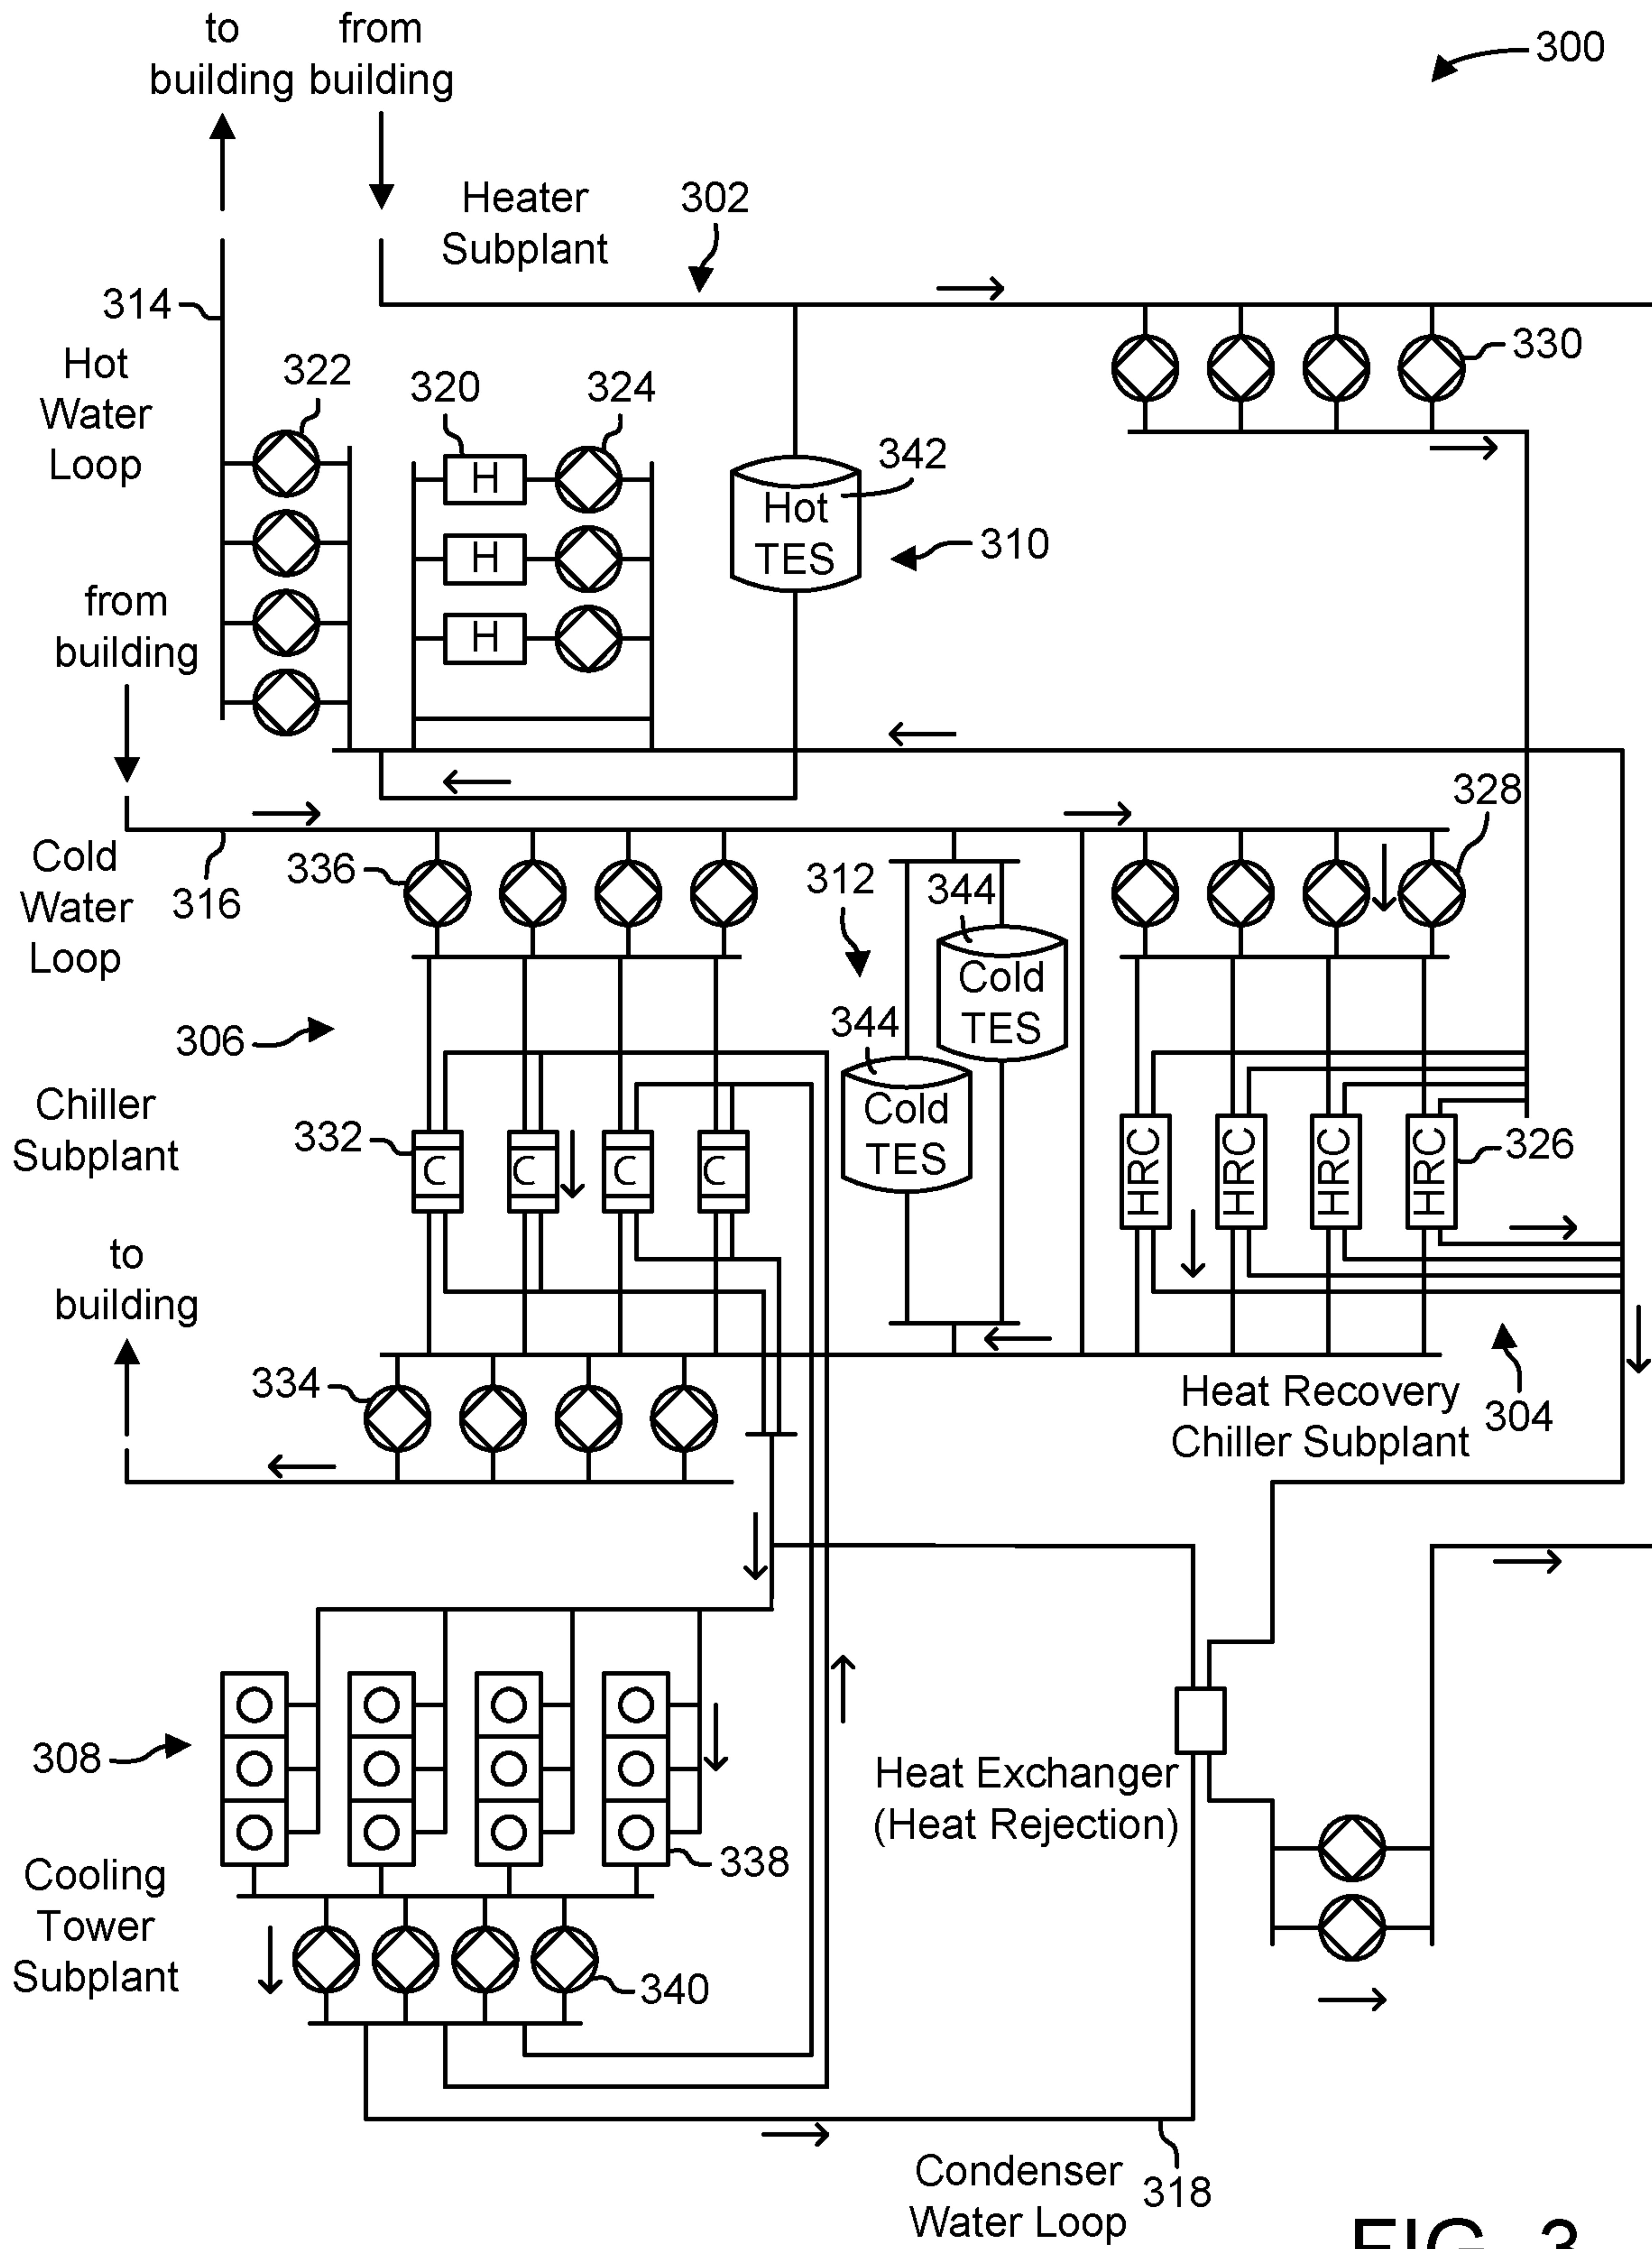 to
building
from
building
300
Heater
Subplant
302
314
Hot
Water
Loop
322
320
324
330
H
H
H
Hot
TES
342
310
from
building
328
Cold
Water
Loop
316
336
312
344
Cold
TES
344
Cold
TES
306
Chiller
Subplant
332
C
C
C
C
HRC
HRC
HRC
HRC
326
to
building
334
Heat Recovery
Chiller Subplant
304
308
Heat Exchanger
(Heat Rejection)
338
Cooling
Tower
Subplant
340
Condenser
Water Loop
318
FIG. 3